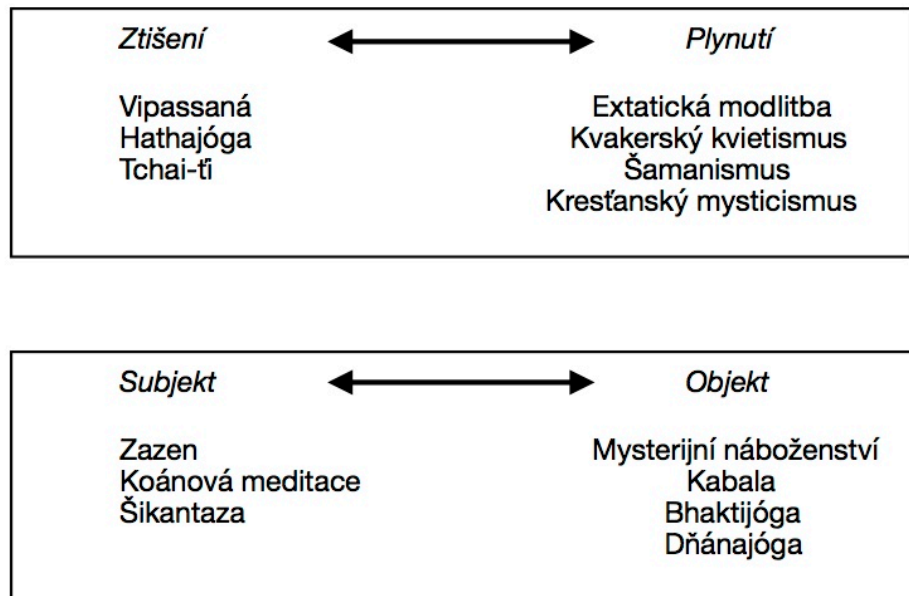 Ztišení Plynutí
Vipassaná Extatická modlitba
Hathajóga Kvakerský kvietismus
Tchai-ťi Šamanismus
Kresťanský mysticismus
Subjekt Objekt
Zazen Mysterijní náboženství
Koánová meditace Kabala
Šikantaza Bhaktijóga
Dňánajóga